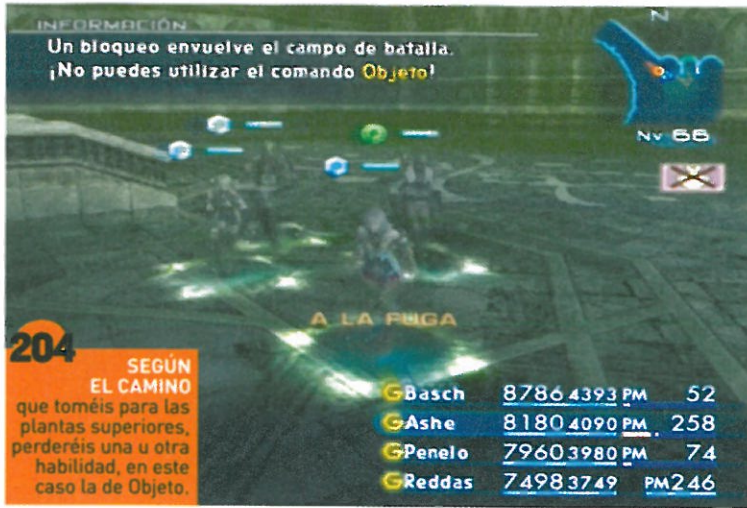 INFORMACIÓN
Un bloqueo envuelve el campo de batalla.
¡No puedes utilizar el comando Objeto!
N
Nv 66
A LA FUGA
204
SEGÚN
EL CAMINO
que toméis para las
plantas superiores,
perderéis una u otra
habilidad, en este
caso la de Objeto.
G Basch 8786 4393 PM 52
G Ashe 8180 4090 PM 258
G Penelo 7960 3980 PM 74
G Reddas 7498 3749 PM 246